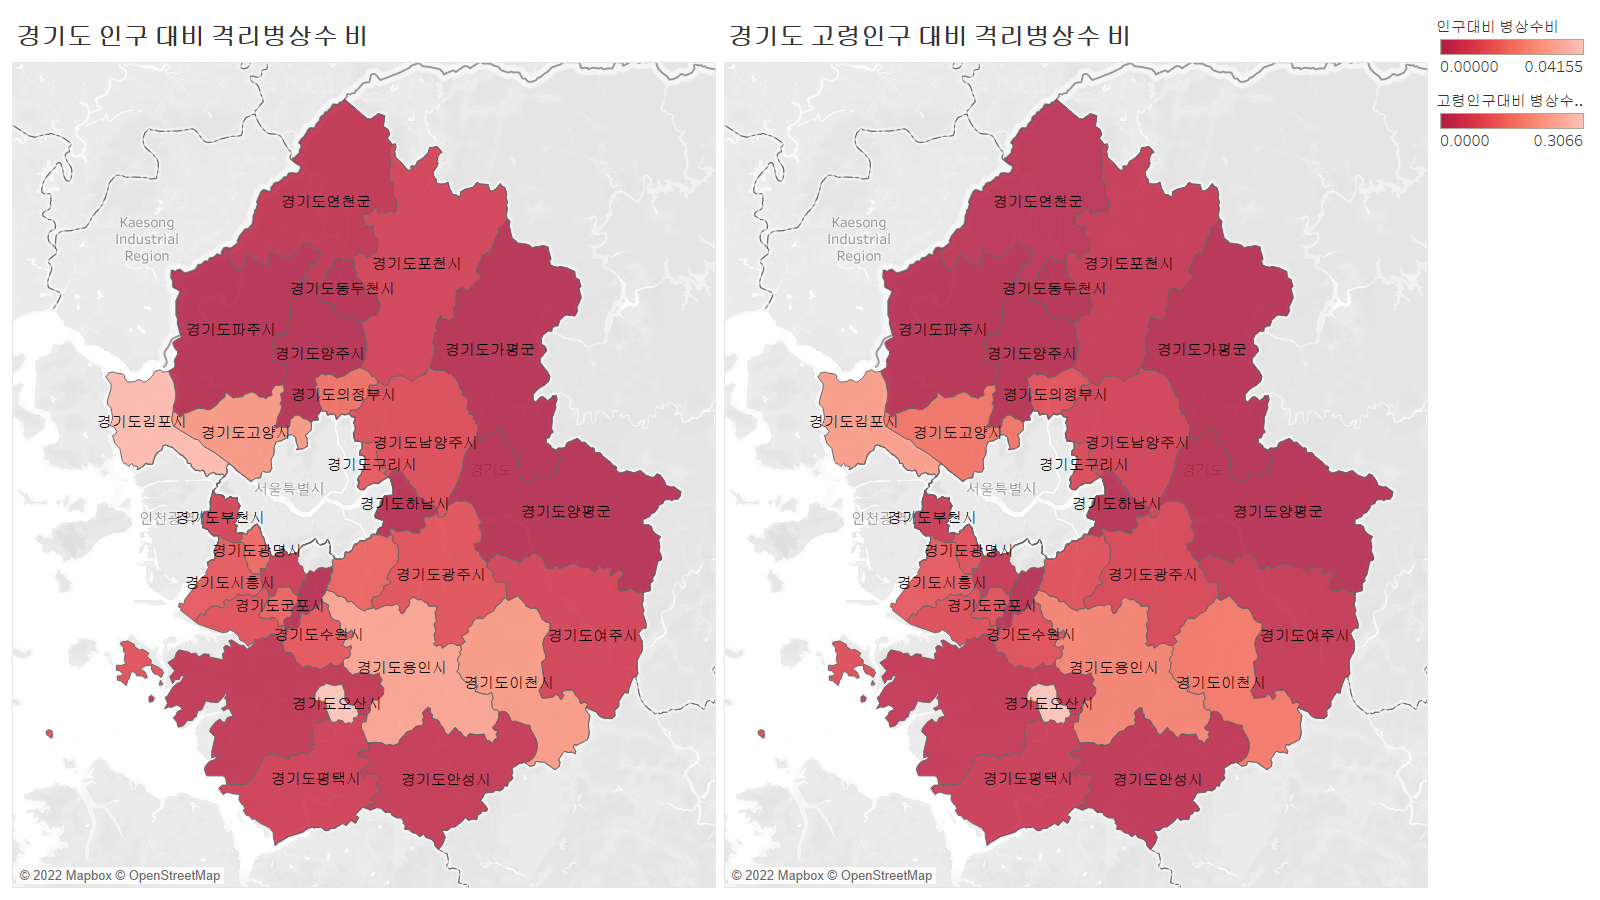 경기도 인구 대비 격리병상수 비
Kaesong
Industrial
Region
경기도연천군
경기도포천시
경기도동두천시
경기도파주시
경기도양주시
경기도가평군
경기도의정부시
경기도김포시
경기도고양시
경기도남양주시
경기도구리시
경기도
서울특별시
경기도하남시
경기도양평군
인천광
경기도부천시
경기도광명시
경기도광주시
경기도시흥시
경기도군포시
경기도수원시
경기도여주시
경기도용인시
경기도이천시
경기도오산시
경기도평택시
경기도안성시
© 2022 Mapbox © OpenStreetMap
경기도 고령인구 대비 격리병상수 비
Kaesong
Industrial
Region
경기도연천군
경기도포천시
경기도동두천시
경기도파주시
경기도양주시
경기도가평군
경기도의정부시
경기도김포시
경기도고양시
경기도남양주시
경기도구리시
경기도
서울특별시
경기도하남시
경기도양평군
인천광
경기도부천시
경기도광명시
경기도광주시
경기도시흥시
경기도군포시
경기도수원시
경기도여주시
경기도용인시
경기도이천시
경기도오산시
경기도평택시
경기도안성시
© 2022 Mapbox © OpenStreetMap
인구대비 병상수비
0.00000 0.04155
고령인구대비 병상수..
0.0000 0.3066